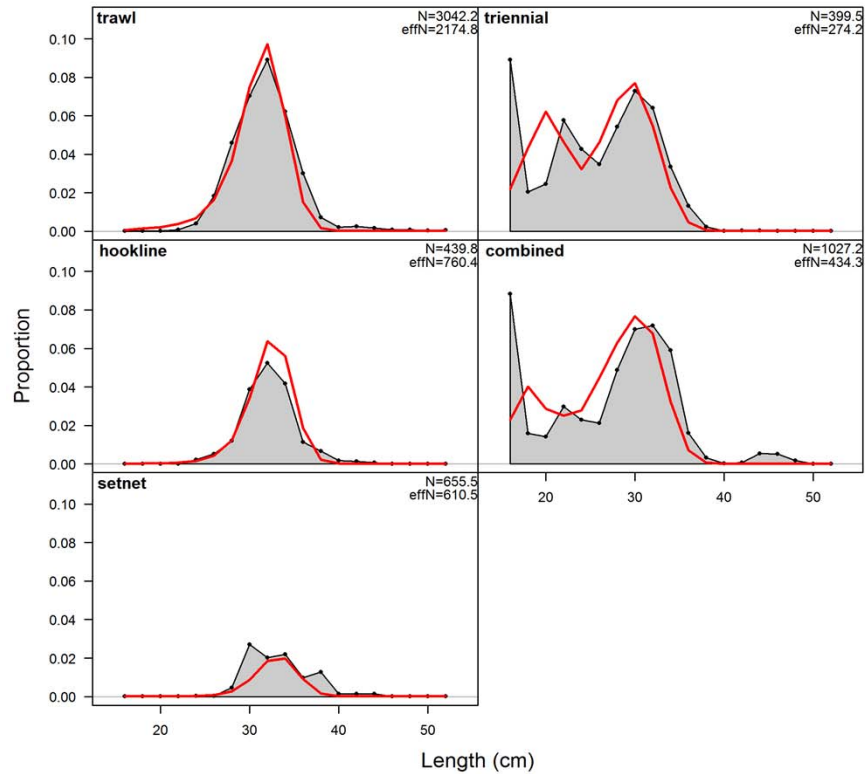 trawl
N=3042.2
effN=2174.8
triennial
N=399.5
effN=274.2
0.10
0.08
0.06
0.04
0.02
0.00
hookline
N=439.8
effN=760.4
combined
N=1027.2
effN=434.3
0.10
0.08
0.06
0.04
0.02
0.00
Proportion
setnet
N=655.5
effN=610.5
20 30 40 50
0.10
0.08
0.06
0.04
0.02
0.00
20 30 40 50
Length (cm)